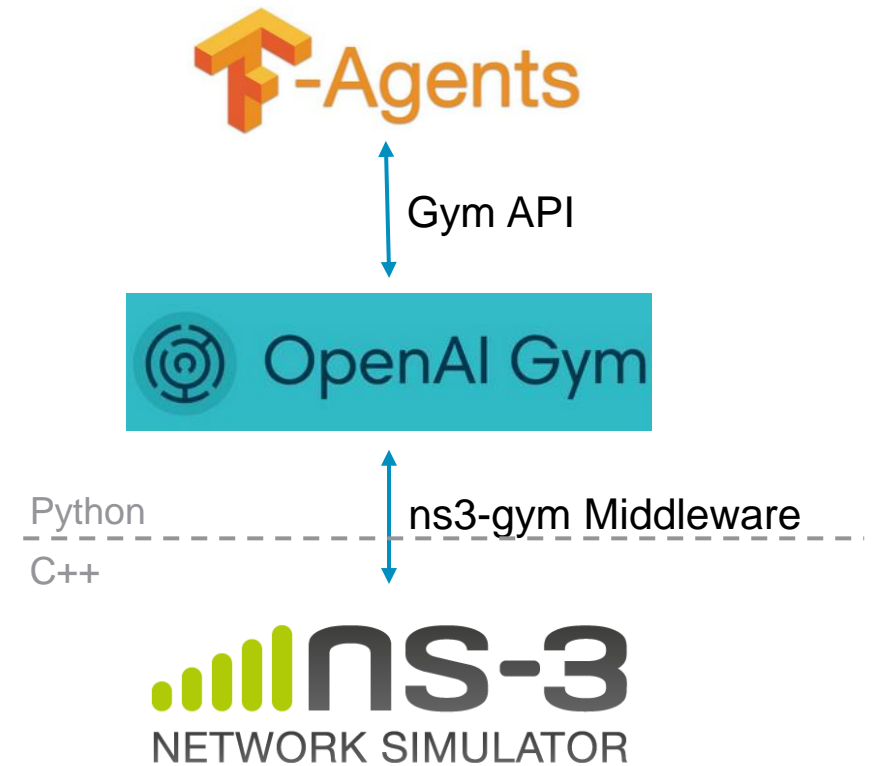 TF-Agents
Gym API
OpenAI Gym
Python
ns3-gym Middleware
C++
ns-3
NETWORK SIMULATOR